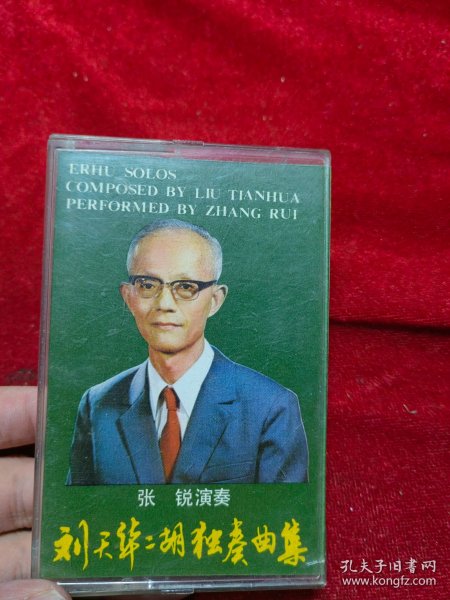 ERHU SOLOS
COMPOSED BY LIU TIANHUA
PERFORMED BY ZHANG RUI
张 锐演奏
刘天华二胡独奏曲集
孔夫子旧书网
www.kongfz.com